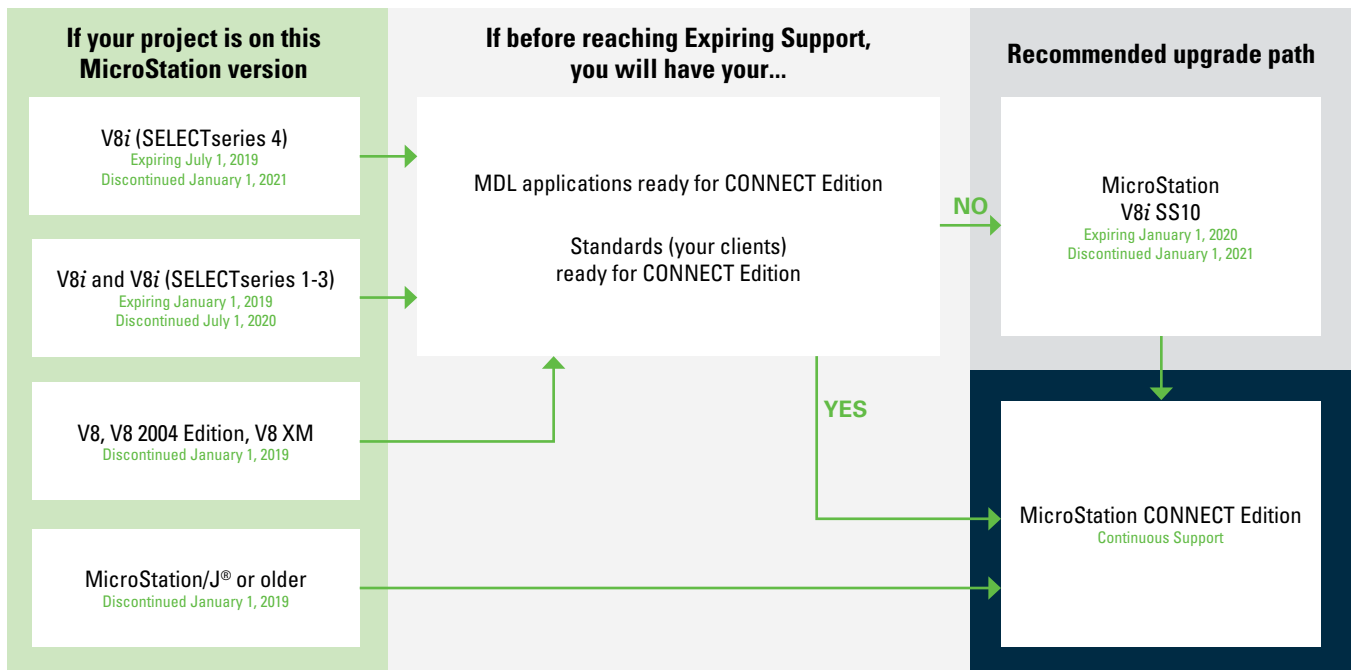 If your project is on this
MicroStation version
V8i (SELECTseries 4)
Expiring July 1, 2019
Discontinued January 1, 2021
V8i and V8i (SELECTseries 1-3)
Expiring January 1, 2019
Discontinued July 1, 2020
V8, V8 2004 Edition, V8 XM
Discontinued January 1, 2019
MicroStation/J® or older
Discontinued January 1, 2019
If before reaching Expiring Support,
you will have your...
MDL applications ready for CONNECT Edition
Standards (your clients)
ready for CONNECT Edition
NO
YES
Recommended upgrade path
MicroStation
V8i SS10
Expiring January 1, 2020
Discontinued January 1, 2021
MicroStation CONNECT Edition
Continuous Support